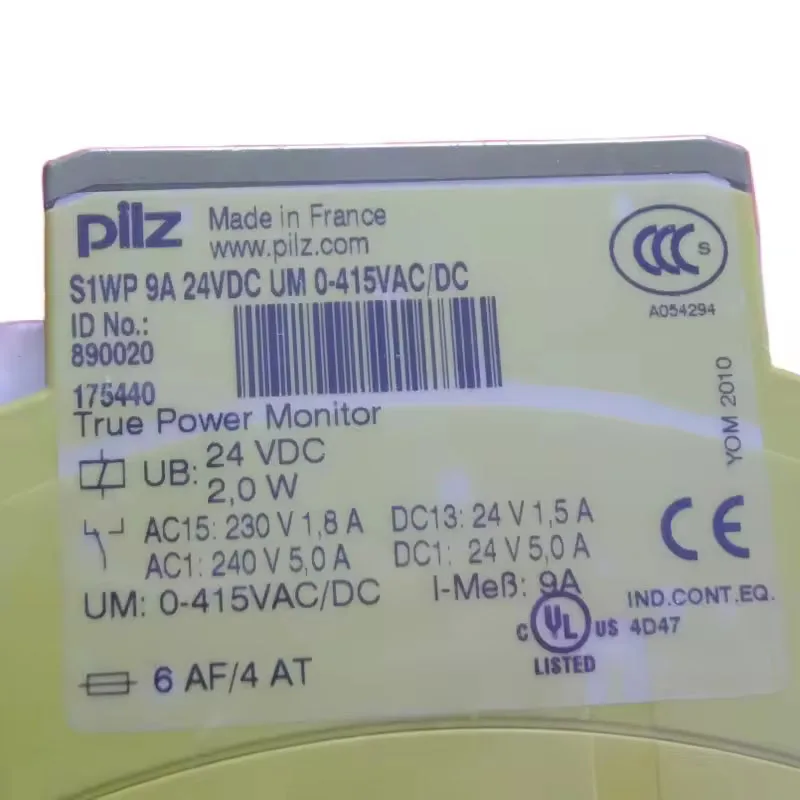 pilz Made in France
www.pilz.com
S1WP 9A 24VDC UM 0-415VAC/DC
ID No.:
890020
175440
CCC S
A054294
YOM 2010
True Power Monitor
UB: 24 VDC
2,0 W
AC15: 230 V 1,8 A DC13: 24 V 1,5 A
AC1: 240 V 5,0 A DC1: 24 V 5,0 A
UM: 0-415VAC/DC I-Meß: 9A
CE
IND.CONT.EQ.
C UL US 4D47
LISTED
6 AF/4 AT